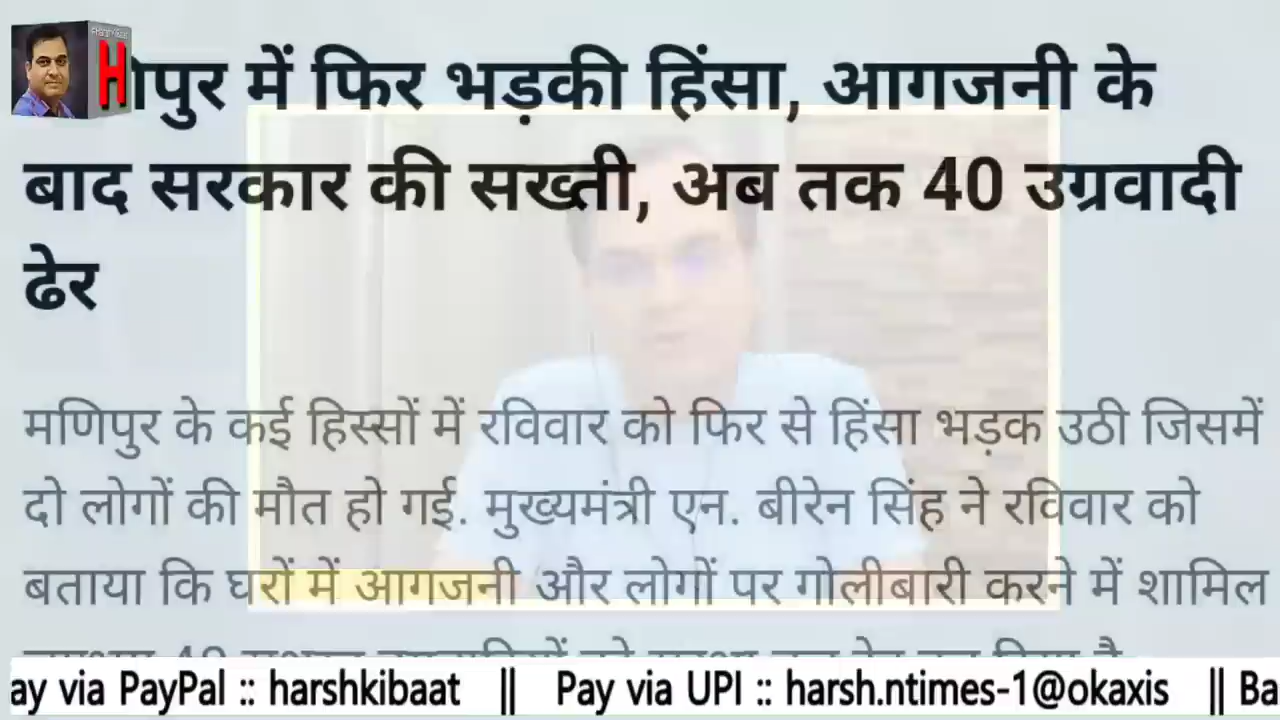 में फिर भड़की हिंसा, आगजनी के
बाद सरकार की सख्ती, अब तक 40 उग्रवादी
ढेर
मणिपुर के कई हिस्सों में रविवार को फिर से हिंसा भड़क उठी जिसमें
दो लोगों की मौत हो गई. मुख्यमंत्री एन. बीरेन सिंह ने रविवार को
बताया कि घरों में आगजनी और लोगों पर गोलीबारी करने में शामिल
ay via PayPal :: harshkibaat || Pay via UPI :: harsh.ntimes-1@okaxis || Ba